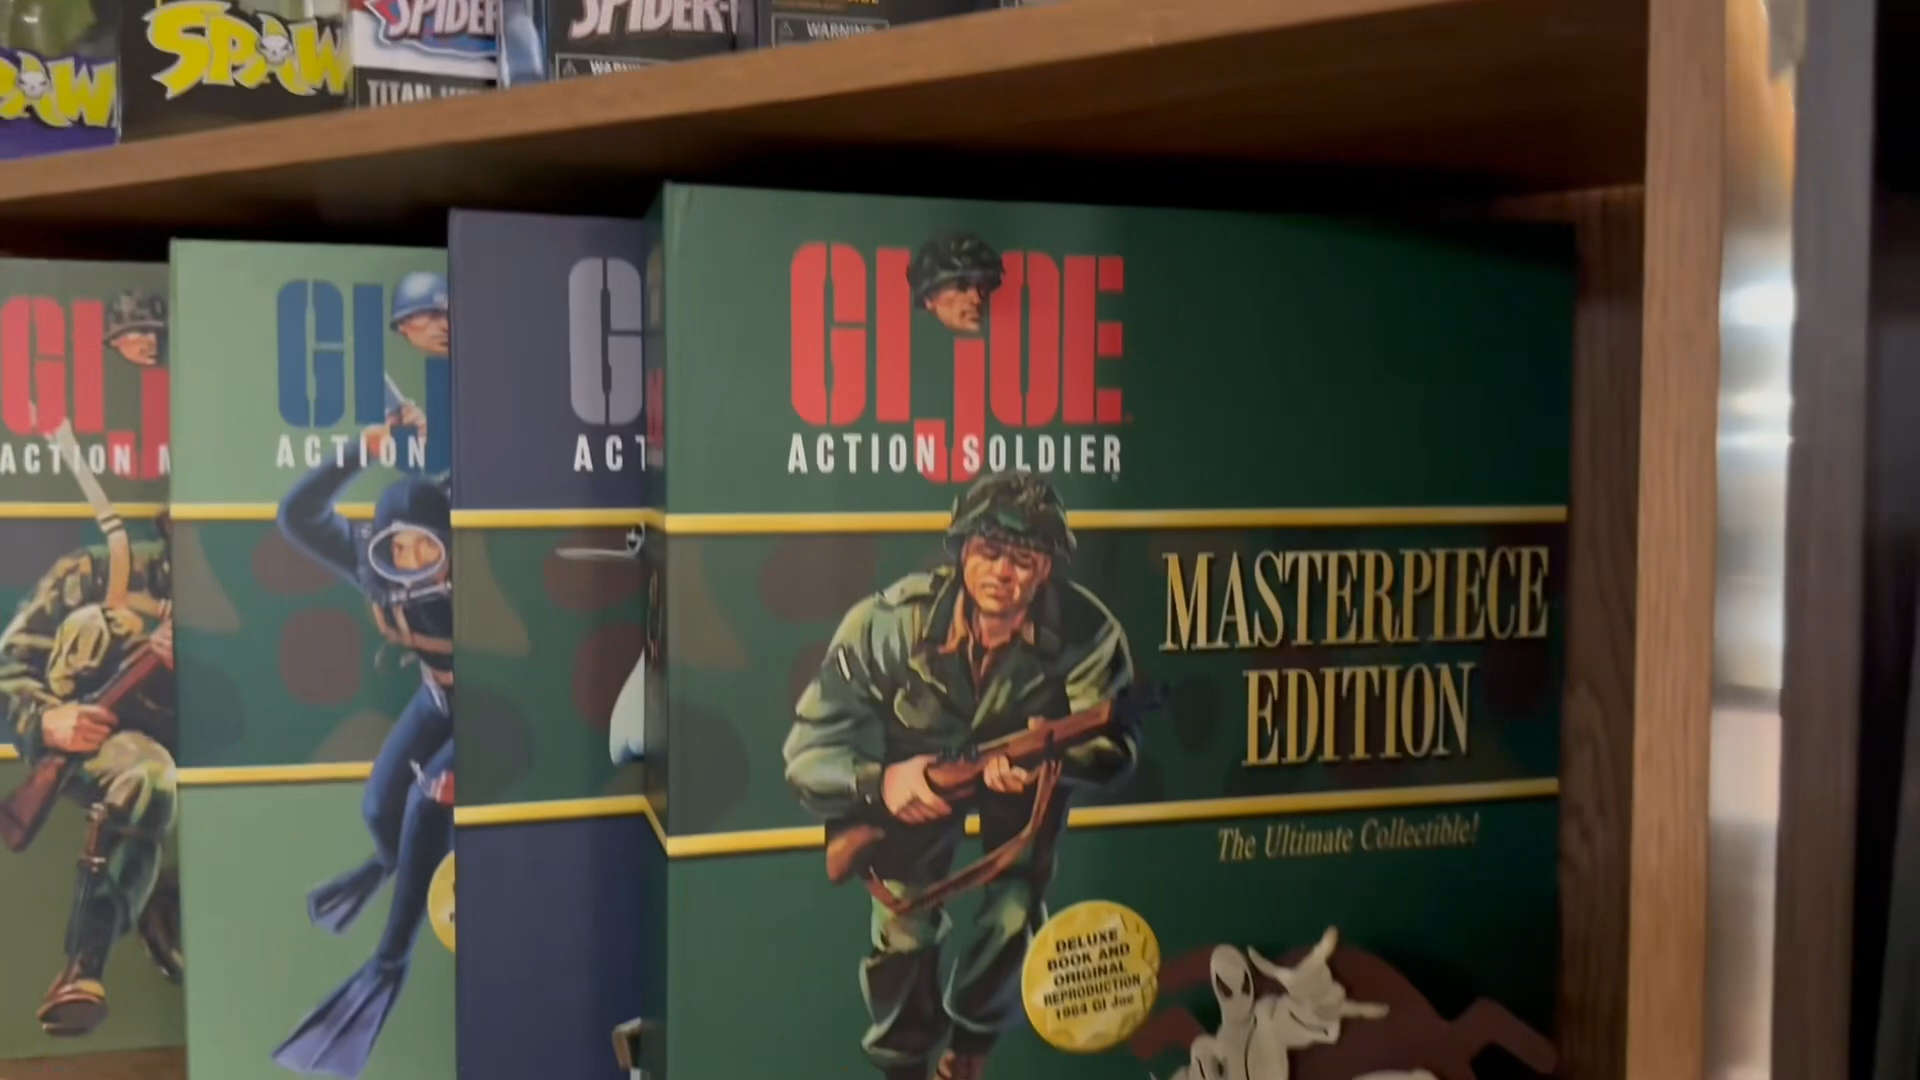 SPAW
SPIDER
SPIDER-
WARNING
TITAN
GI JOE
ACTION SOLDIER
MASTERPIECE
EDITION
The Ultimate Collectible!
DELUXE
BOOK AND
ORIGINAL
REPRODUCTION
1964 GI Joe
GI J
ACTION
GI
ACTION
G
ACT